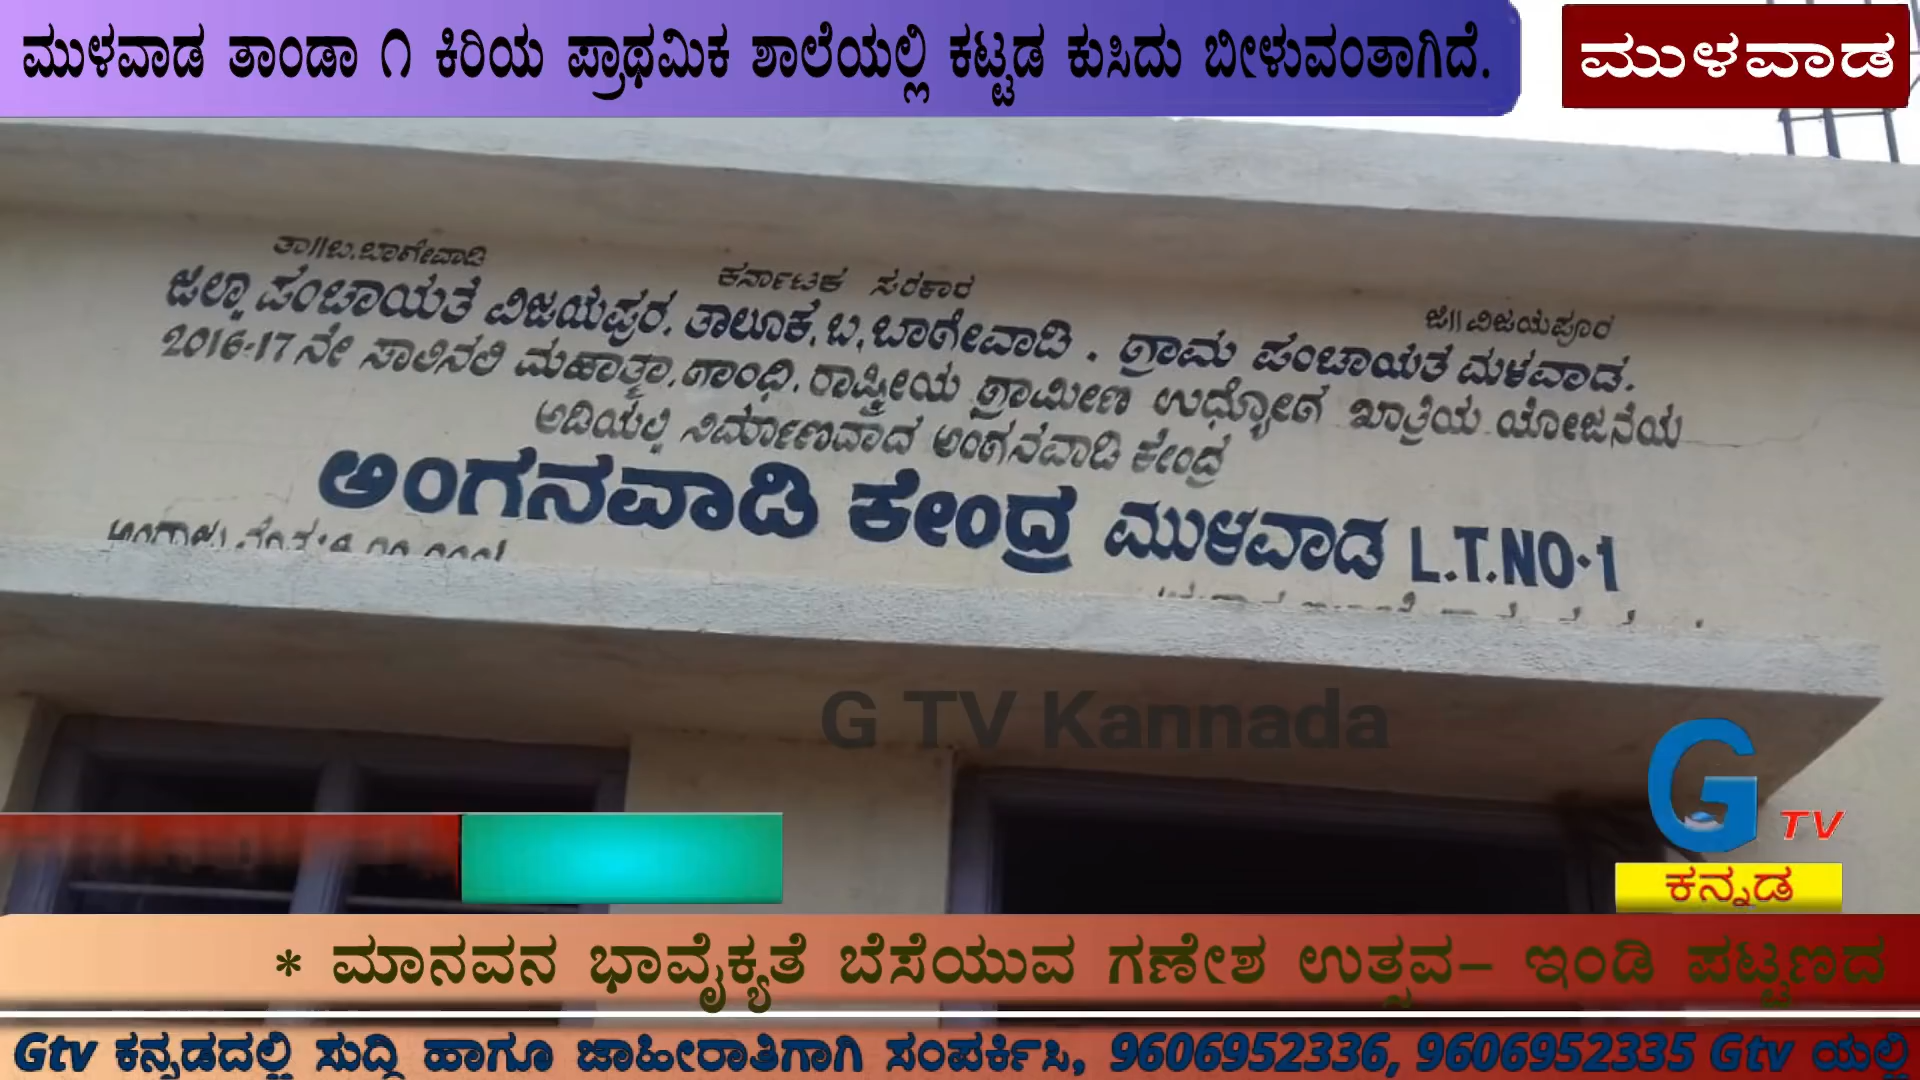 ಮುಳವಾಡ ತಾಂಡಾ ೧ ಕಿರಿಯ ಪ್ರಾಥಮಿಕ ಶಾಲೆಯಲ್ಲಿ ಕಟ್ಟಡ ಕುಸಿದು ಬೀಳುವಂತಾಗಿದೆ.
ಮುಳವಾಡ
ತಾ||ಬ.ಬಾಗೇವಾಡಿ
ಕರ್ನಾಟಕ ಸರಕಾರ
ಜಿ||ವಿಜಯಪೂರ
ಜಿಲ್ಲಾ ಪಂಚಾಯತ ವಿಜಯಪುರ. ತಾಲೂಕ. ಬ. ಬಾಗೇವಾಡಿ . ಗ್ರಾಮ ಪಂಚಾಯತ ಮಳವಾಡ.
2016-17ನೇ ಸಾಲಿನಲಿ ಮಹಾತ್ಮಾ.ಗಾಂಧಿ. ರಾಷ್ಟ್ರೀಯ ಗ್ರಾಮೀಣ ಉದ್ಯೋಗ ಖಾತ್ರಿಯ ಯೋಜನೆಯ
ಅಡಿಯಲ್ಲಿ ನಿರ್ಮಾಣವಾದ ಅಂಗನವಾಡಿ ಕೇಂದ್ರ
ಅಂಗನವಾಡಿ ಕೇಂದ್ರ ಮುಳವಾಡ L.T.NO.1
G TV Kannada
G TV
ಕನ್ನಡ
* ಮಾನವನ ಭಾವೈಕ್ಯತೆ ಬೆಸೆಯುವ ಗಣೇಶ ಉತ್ಸವ– ಇಂಡಿ ಪಟ್ಟಣದ
Gtv ಕನ್ನಡದಲ್ಲಿ ಸುದ್ದಿ ಹಾಗೂ ಜಾಹೀರಾತಿಗಾಗಿ ಸಂಪರ್ಕಿಸಿ, 9606952336, 9606952335 Gtv ಯಲ್ಲಿ